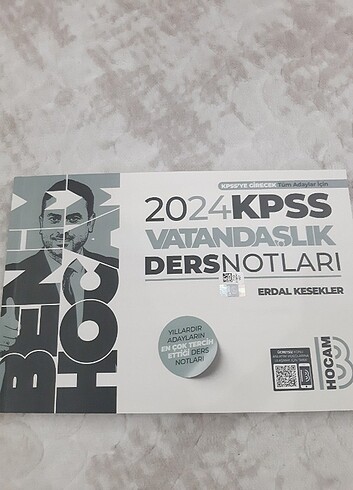 KPSS'YE GİRECEK Tüm Adaylar İçin
2024 KPSS
VATANDAŞLIK
DERS NOTLARI
ERDAL KESEKLER
YILLARDIR
ADAYLARIN
EN ÇOK TERCİH
ETTİĞİ DERS
NOTLARI
BENİM
HOCAM
HOCAM